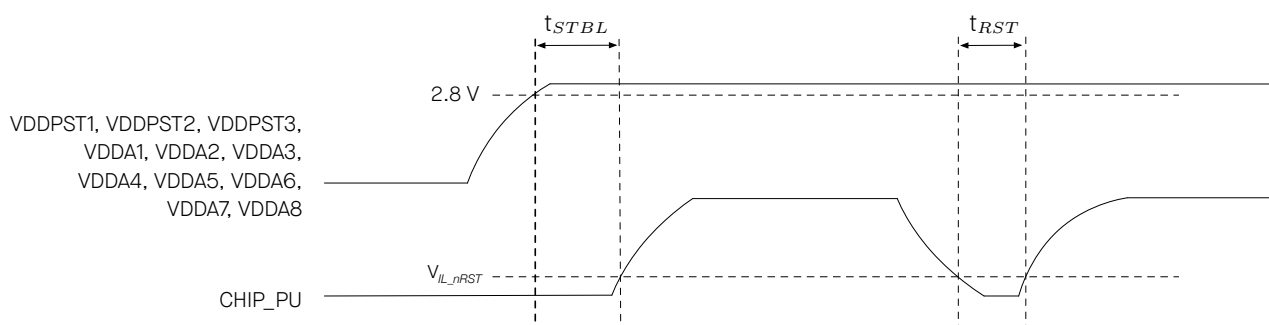 t_STBL
t_RST
2.8 V
VDDPST1, VDDPST2, VDDPST3,
VDDA1, VDDA2, VDDA3,
VDDA4, VDDA5, VDDA6,
VDDA7, VDDA8
V_IL_nRST
CHIP_PU